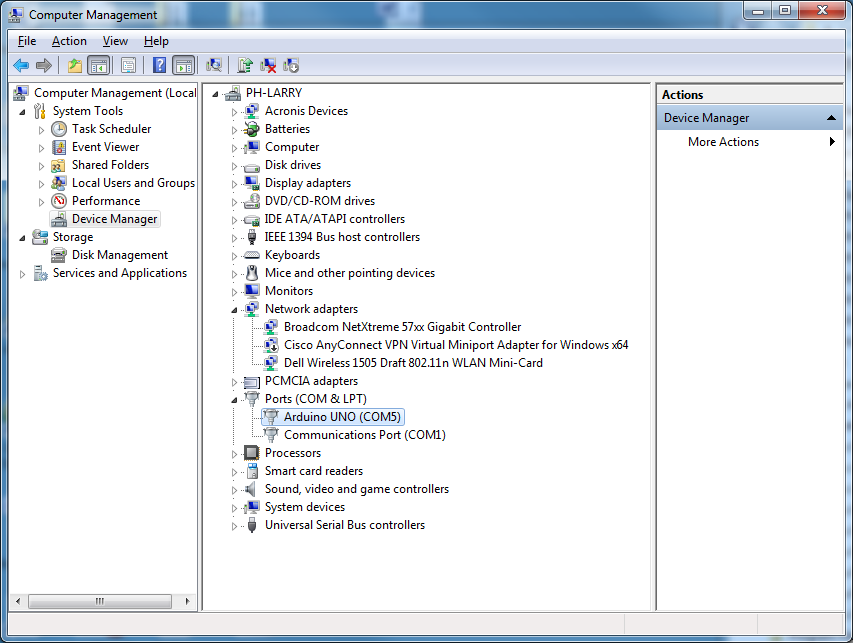 Computer Management
File Action View Help
Computer Management (Local
System Tools
Task Scheduler
Event Viewer
Shared Folders
Local Users and Groups
Performance
Device Manager
Storage
Disk Management
Services and Applications
PH-LARRY
Acronis Devices
Batteries
Computer
Disk drives
Display adapters
DVD/CD-ROM drives
IDE ATA/ATAPI controllers
IEEE 1394 Bus host controllers
Keyboards
Mice and other pointing devices
Monitors
Network adapters
Broadcom NetXtreme 57xx Gigabit Controller
Cisco AnyConnect VPN Virtual Miniport Adapter for Windows x64
Dell Wireless 1505 Draft 802.11n WLAN Mini-Card
PCMCIA adapters
Ports (COM & LPT)
Arduino UNO (COM5)
Communications Port (COM1)
Processors
Smart card readers
Sound, video and game controllers
System devices
Universal Serial Bus controllers
Actions
Device Manager
More Actions